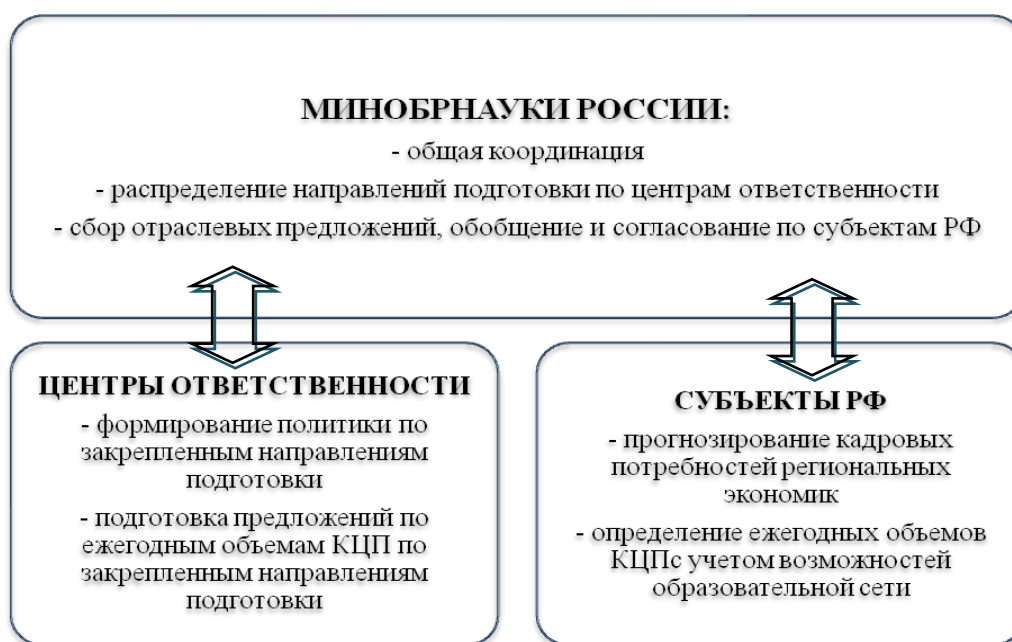 МИНОБРНАУКИ РОССИИ:
- общая координация
- распределение направлений подготовки по центрам ответственности
- сбор отраслевых предложений, обобщение и согласование по субъектам РФ
ЦЕНТРЫ ОТВЕТСТВЕННОСТИ
- формирование политики по
закрепленным направлениям
подготовки
- подготовка предложений по
ежегодным объемам КЦП по
закрепленным направлениям
подготовки
СУБЪЕКТЫ РФ
- прогнозирование кадровых
потребностей региональных
экономик
- определение ежегодных объемов
КЦПс учетом возможностей
образовательной сети